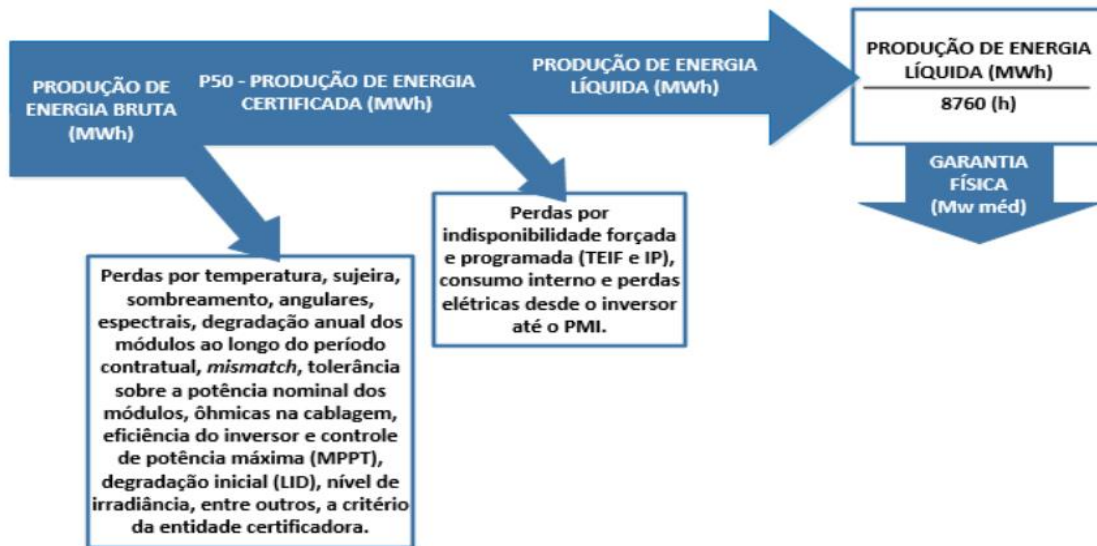 PRODUÇÃO DE
ENERGIA BRUTA
(MWh)
P50 - PRODUÇÃO DE ENERGIA
CERTIFICADA (MWh)
PRODUÇÃO DE ENERGIA
LÍQUIDA (MWh)
PRODUÇÃO DE ENERGIA
LÍQUIDA (MWh)
8760 (h)
GARANTIA
FÍSICA
(Mw méd)
Perdas por
indisponibilidade forçada
e programada (TEIF e IP),
consumo interno e perdas
elétricas desde o inversor
até o PMI.
Perdas por temperatura, sujeira,
sombreamento, angulares,
espectrais, degradação anual dos
módulos ao longo do período
contratual, mismatch, tolerância
sobre a potência nominal dos
módulos, ôhmicas na cablagem,
eficiência do inversor e controle
de potência máxima (MPPT),
degradação inicial (LID), nível de
irradiância, entre outros, a critério
da entidade certificadora.